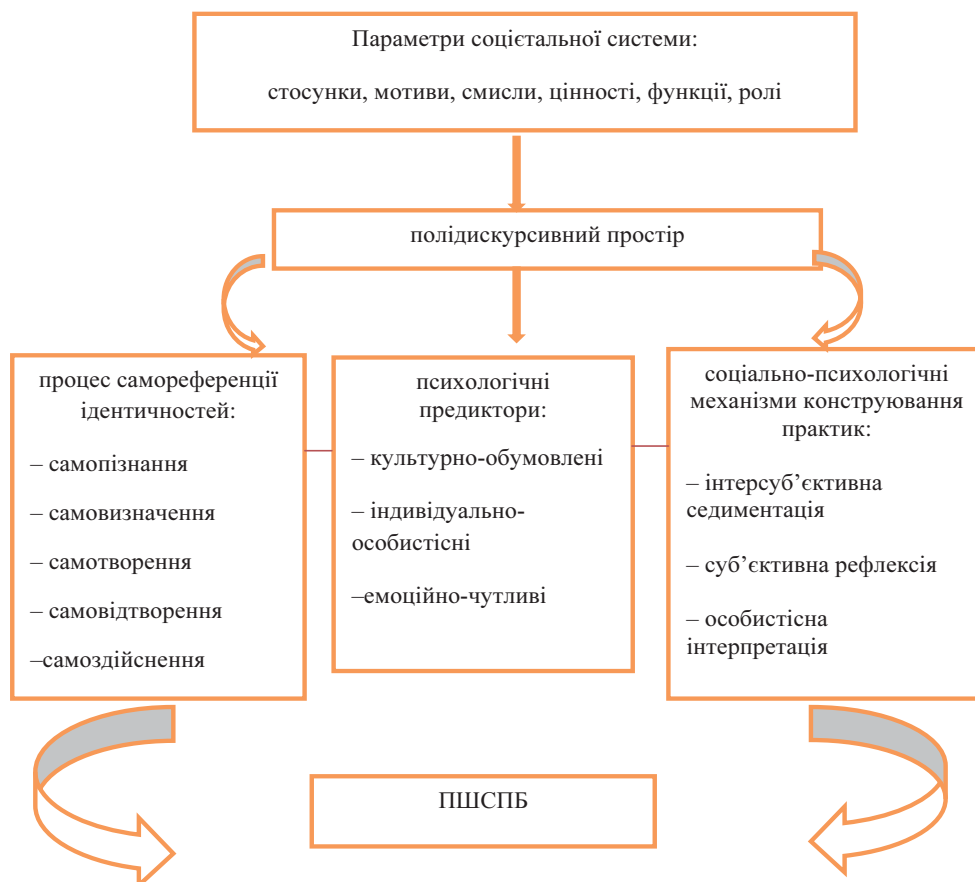 Параметри соцієтальної системи:
стосунки, мотиви, смисли, цінності, функції, ролі
полідискурсивний простір
процес самореференції
ідентичностей:
– самопізнання
– самовизначення
– самотворення
– самовідтворення
–самоздійснення
психологічні
предиктори:
– культурно-обумовлені
– індивідуально-
особистісні
–емоційно-чутливі
соціально-психологічні
механізми конструювання
практик:
– інтерсуб’єктивна
седиментація
– суб’єктивна рефлексія
– особистісна
інтерпретація
ПШСПБ